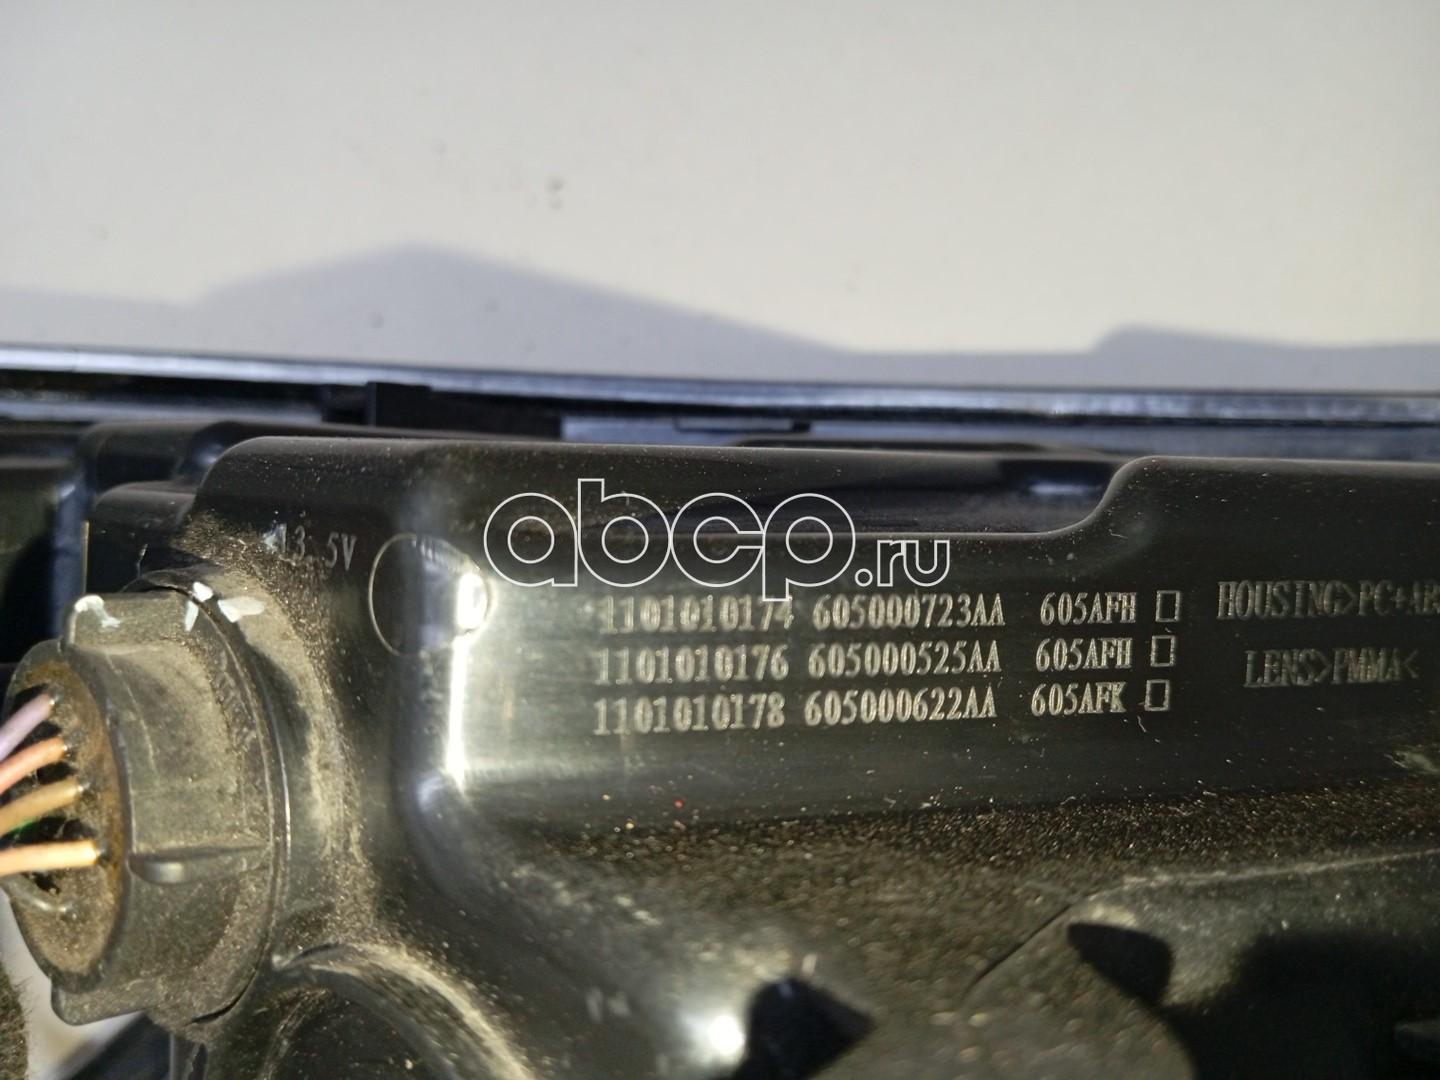 13.5V
abcp.ru
1101010174 605000723AA 605AFH
1101010176 605000525AA 605AFH
1101010178 605000622AA 605AFK
HOUSING>PC+AB
LENS>PMMA<